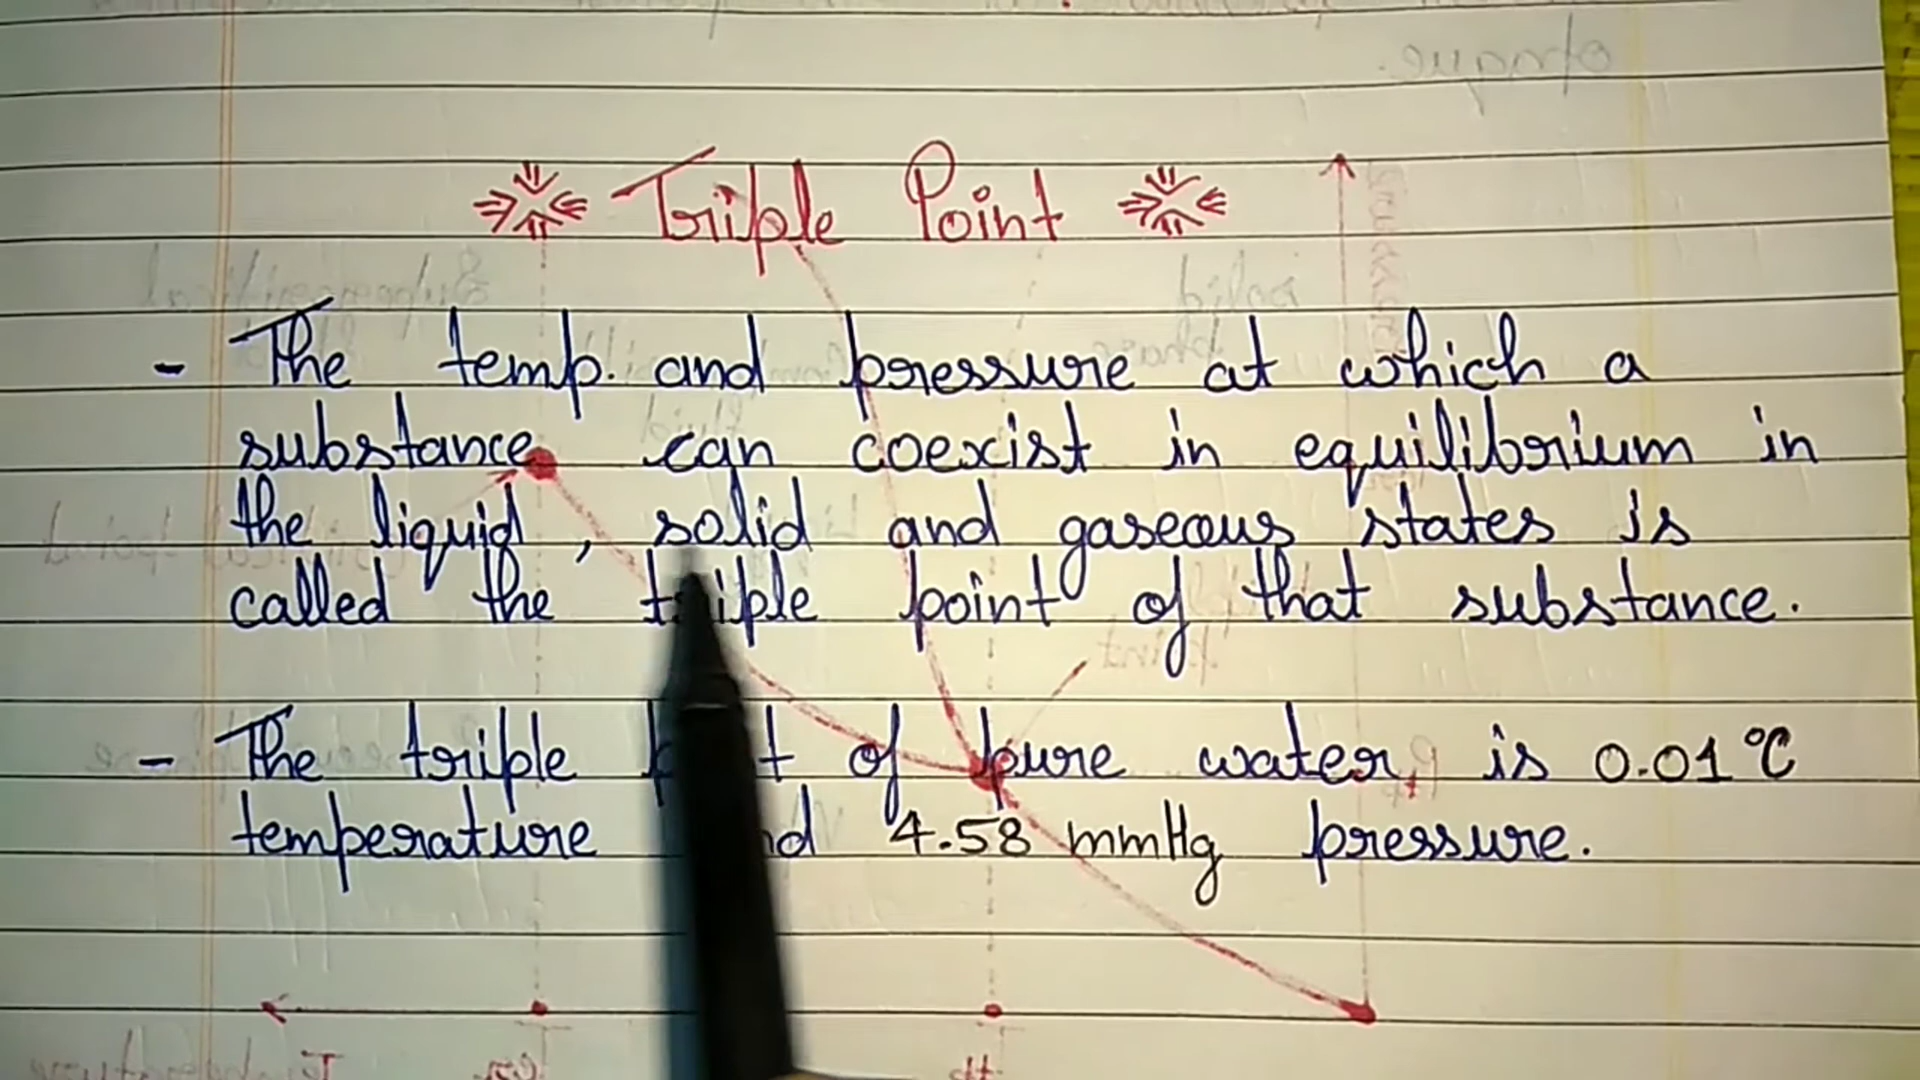 Triple Point
- The temp. and pressure at which a
substance can coexist in equilibrium in
the liquid, solid and gaseous states is
called the triple point of that substance.
- The triple of pure water is 0.01 °C
temperature 4.58 mmHg pressure.